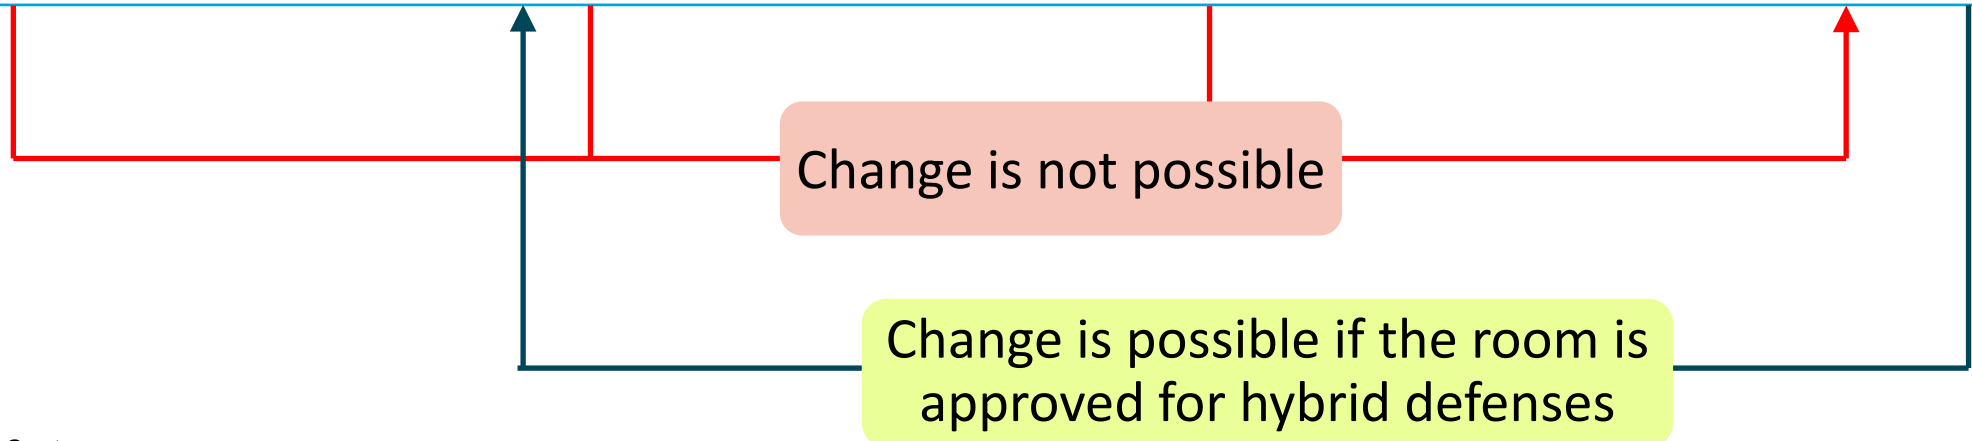 Change is not possible
Change is possible if the room is
approved for hybrid defenses